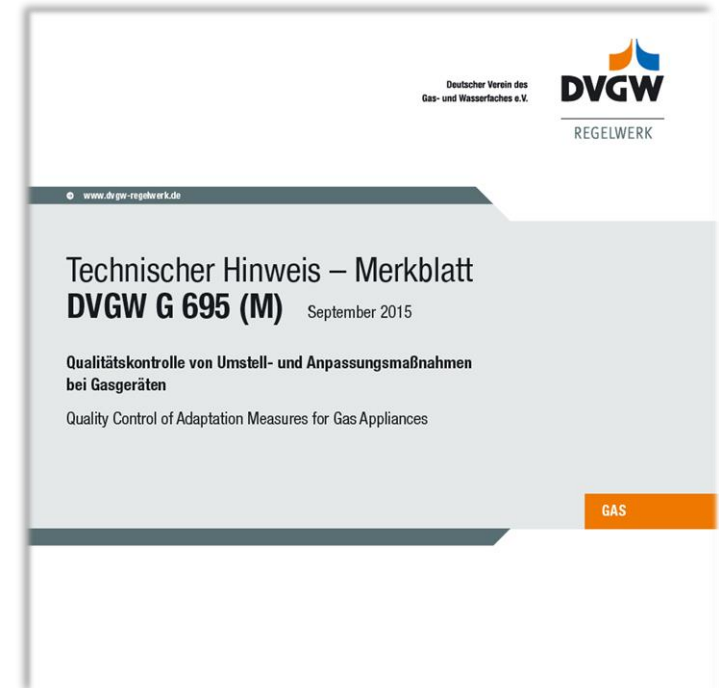 Deutscher Verein des
Gas- und Wasserfaches e.V.
DVGW
REGELWERK
© www.dvgw-regelwerk.de
Technischer Hinweis – Merkblatt
DVGW G 695 (M) September 2015
Qualitätskontrolle von Umstell- und Anpassungsmaßnahmen
bei Gasgeräten
Quality Control of Adaptation Measures for Gas Appliances
GAS